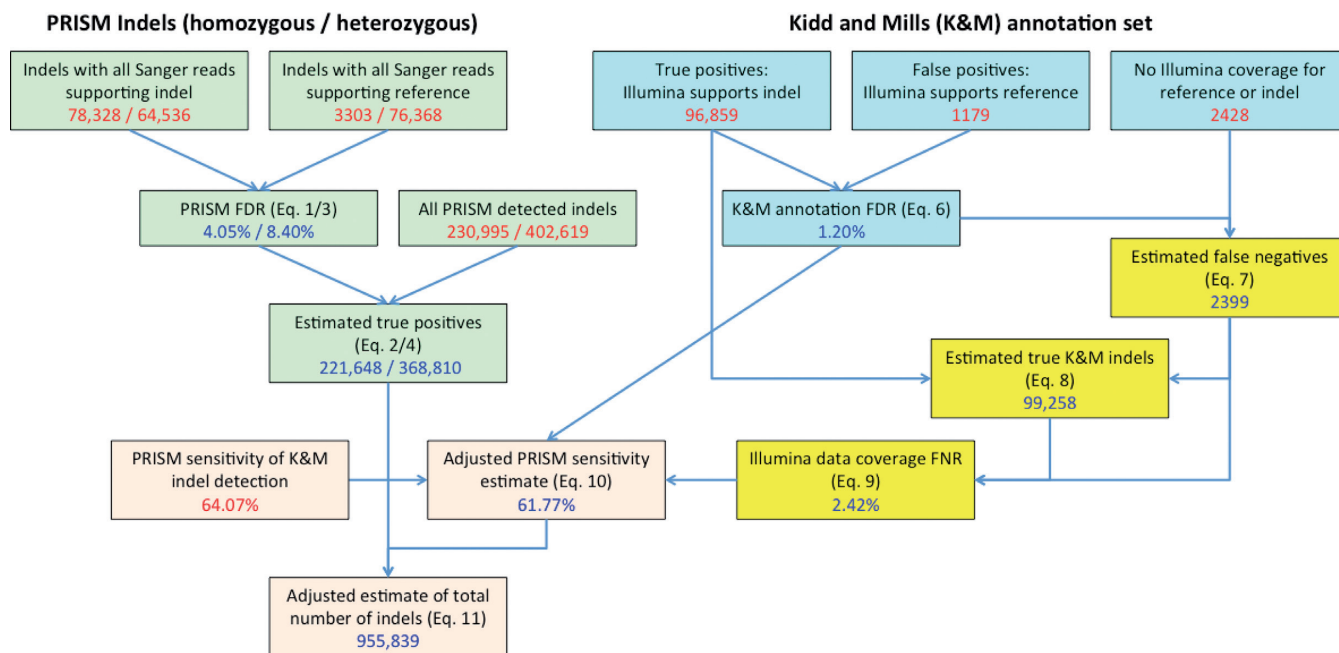 PRISM Indels (homozygous / heterozygous)
Kidd and Mills (K&M) annotation set
Indels with all Sanger reads
supporting indel
78,328 / 64,536
Indels with all Sanger reads
supporting reference
3303 / 76,368
True positives:
Illumina supports indel
96,859
False positives:
Illumina supports reference
1179
No Illumina coverage for
reference or indel
2428
PRISM FDR (Eq. 1/3)
4.05% / 8.40%
All PRISM detected indels
230,995 / 402,619
K&M annotation FDR (Eq. 6)
1.20%
Estimated false negatives
(Eq. 7)
2399
Estimated true positives
(Eq. 2/4)
221,648 / 368,810
Estimated true K&M indels
(Eq. 8)
99,258
PRISM sensitivity of K&M
indel detection
64.07%
Adjusted PRISM sensitivity
estimate (Eq. 10)
61.77%
Illumina data coverage FNR
(Eq. 9)
2.42%
Adjusted estimate of total
number of indels (Eq. 11)
955,839